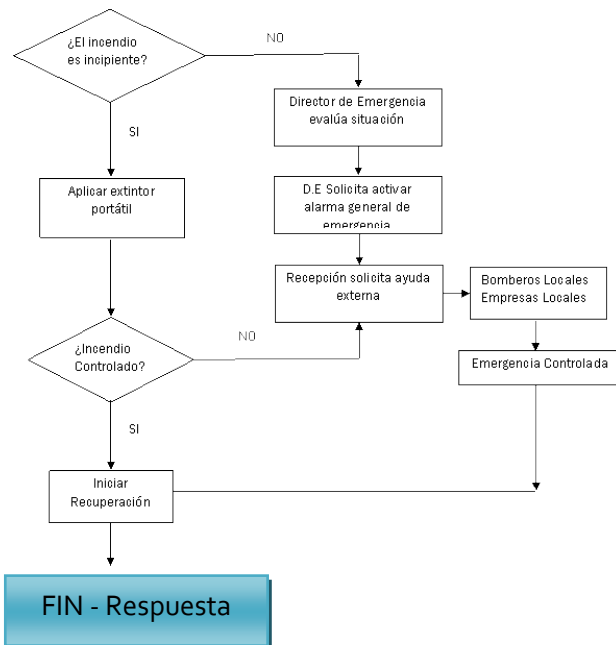 ¿El incendio
es incipiente?
NO
Director de Emergencia
evalúa situación
SI
Aplicar extintor
portátil
D.E Solicita activar
alarma general de
emergencia
Recepción solicita ayuda
externa
Bomberos Locales
Empresas Locales
¿Incendio
Controlado?
NO
Emergencia Controlada
SI
Iniciar
Recuperación
FIN - Respuesta